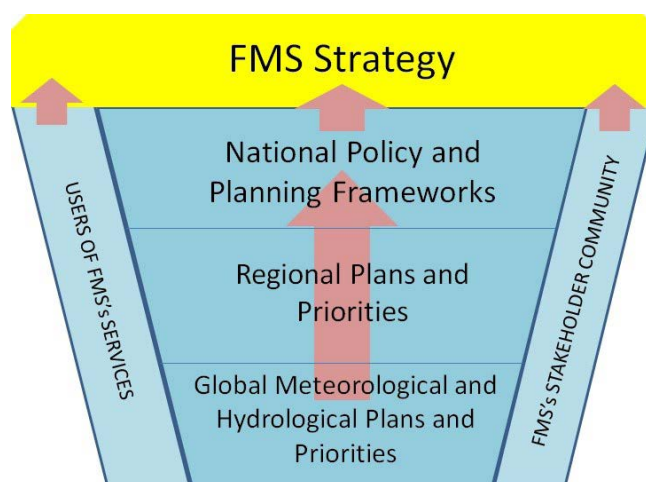 FMS Strategy
National Policy and
Planning Frameworks
Regional Plans and
Priorities
Global Meteorological and
Hydrological Plans and
Priorities
USERS OF FMS's SERVICES
FMS's STAKEHOLDER COMMUNITY